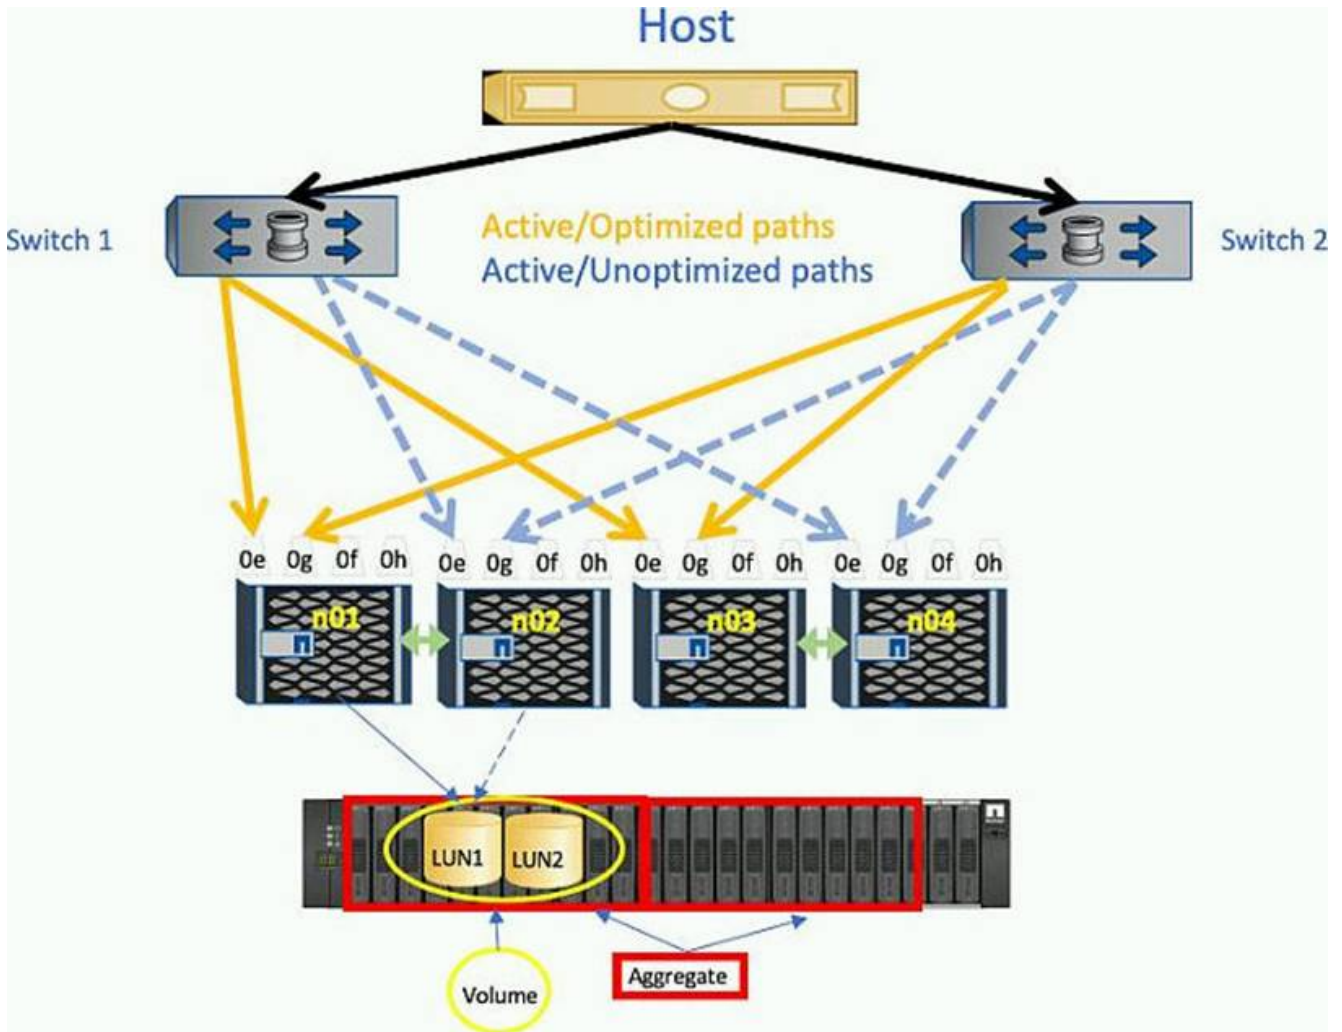 Host
Switch 1
Active/Optimized paths
Active/Unoptimized paths
Switch 2
0e 0g 0f 0h
0e 0g 0f 0h
0e 0g 0f 0h
0e 0g 0f 0h
n01
n02
n03
n04
LUN1
LUN2
Volume
Aggregate